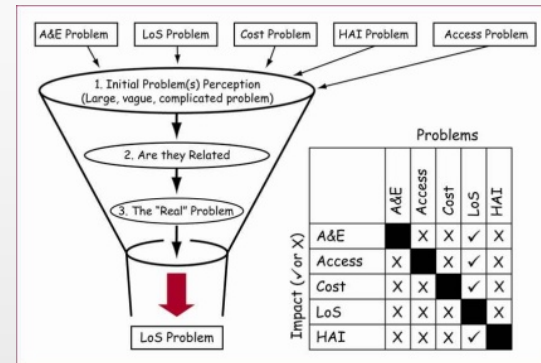 A&E Problem
LoS Problem
Cost Problem
HAI Problem
Access Problem
1. Initial Problem(s) Perception
(Large, vague, complicated problem)
2. Are they Related
3. The "Real" Problem
LoS Problem
Problems
A&E
Access
Cost
LoS
HAI
Impact (✓ or X)
A&E X X ✓ X
Access X X ✓ X
Cost X X ✓ X
LoS X X X X
HAI X X X ✓